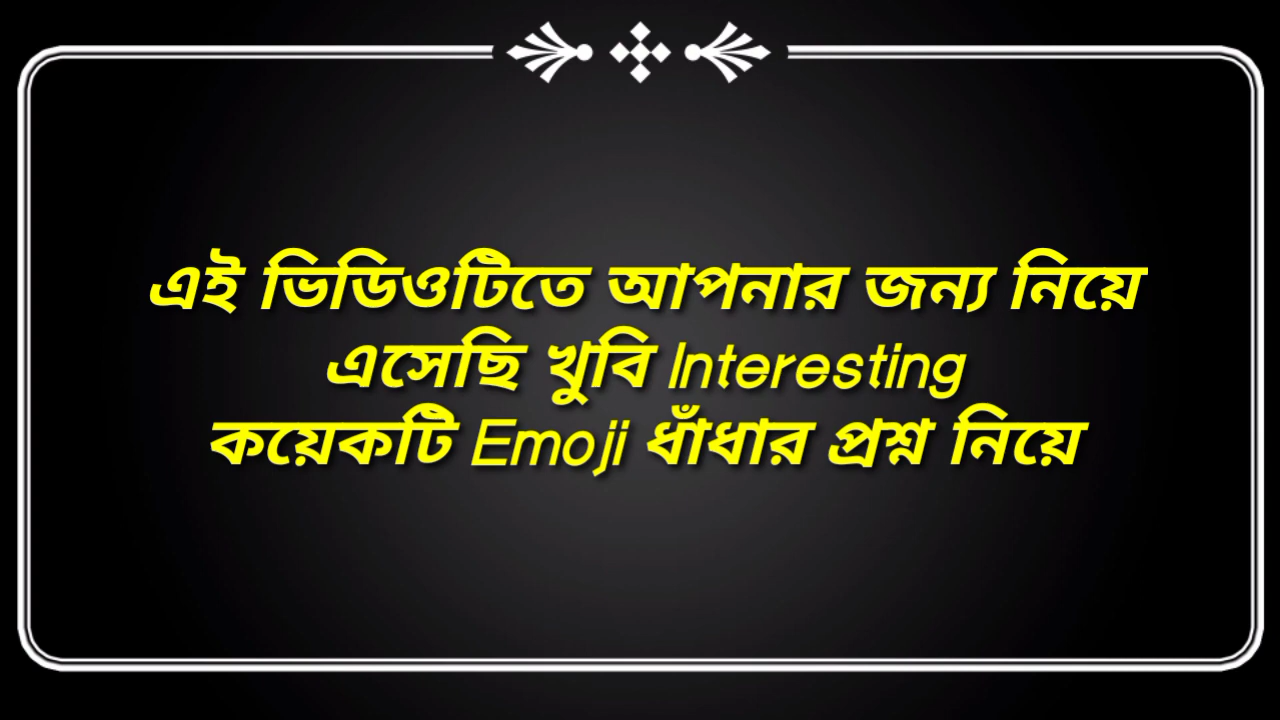 এই ভিডিওটিতে আপনার জন্য নিয়ে
এসেছি খুবি Interesting
কয়েকটি Emoji ধাঁধার প্রশ্ন নিয়ে